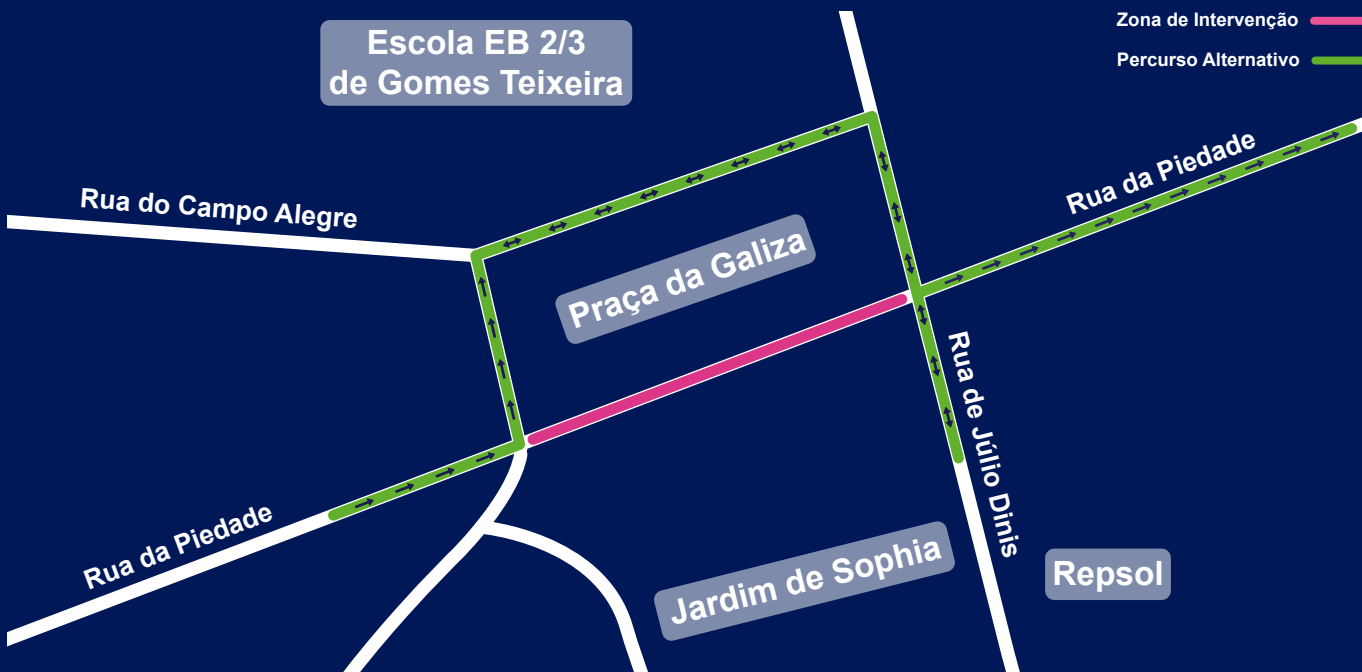 Escola EB 2/3
de Gomes Teixeira
Zona de Intervenção
Percurso Alternativo
Rua da Piedade
Rua do Campo Alegre
Praça da Galiza
Rua de Júlio Dinis
Rua da Piedade
Jardim de Sophia
Repsol